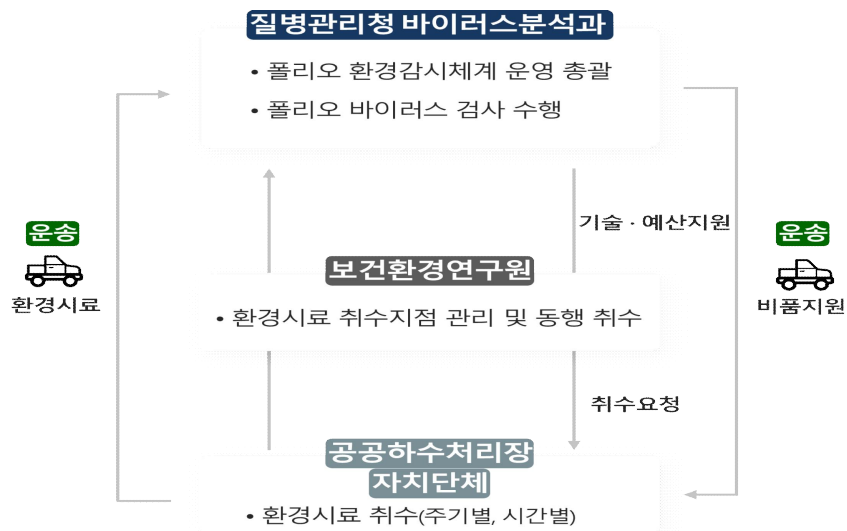 질병관리청 바이러스분석과
• 폴리오 환경감시체계 운영 총괄
• 폴리오 바이러스 검사 수행
기술 · 예산지원
운송
환경시료
운송
비품지원
보건환경연구원
• 환경시료 취수지점 관리 및 동행 취수
취수요청
공공하수처리장
자치단체
• 환경시료 취수(주기별, 시간별)